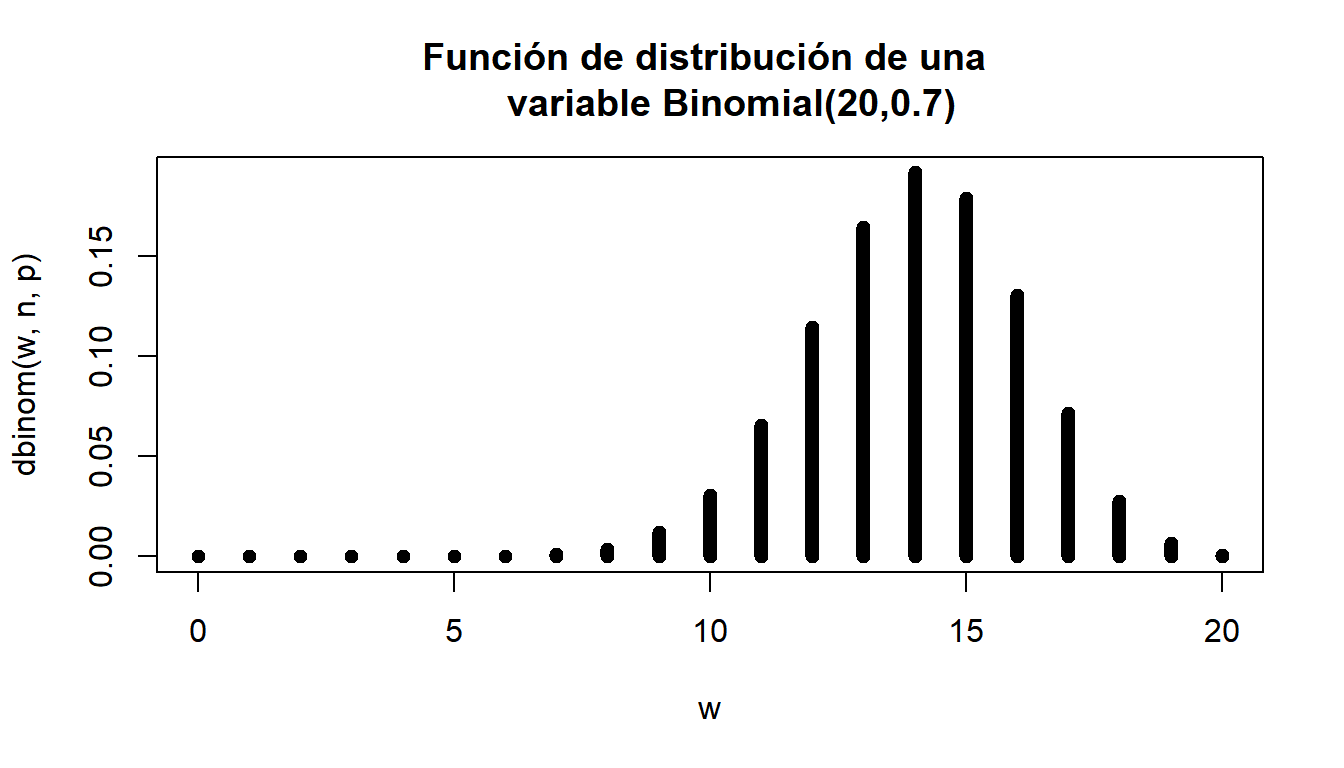 Función de distribución de una
variable Binomial(20,0.7)
dbinom(w, n, p)
0.15
0.10
0.05
0.00
0 5 10 15 20
w